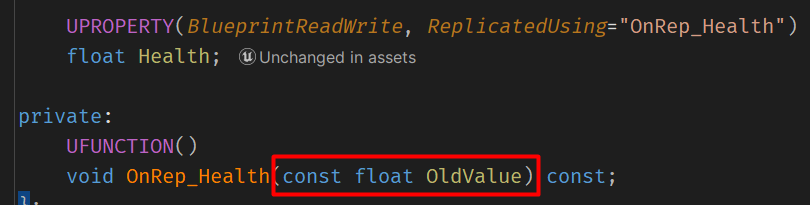 UPROPERTY(BlueprintReadWrite, ReplicatedUsing="OnRep_Health")
float Health; Unchanged in assets
private:
UFUNCTION()
void OnRep_Health(const float OldValue) const;
};